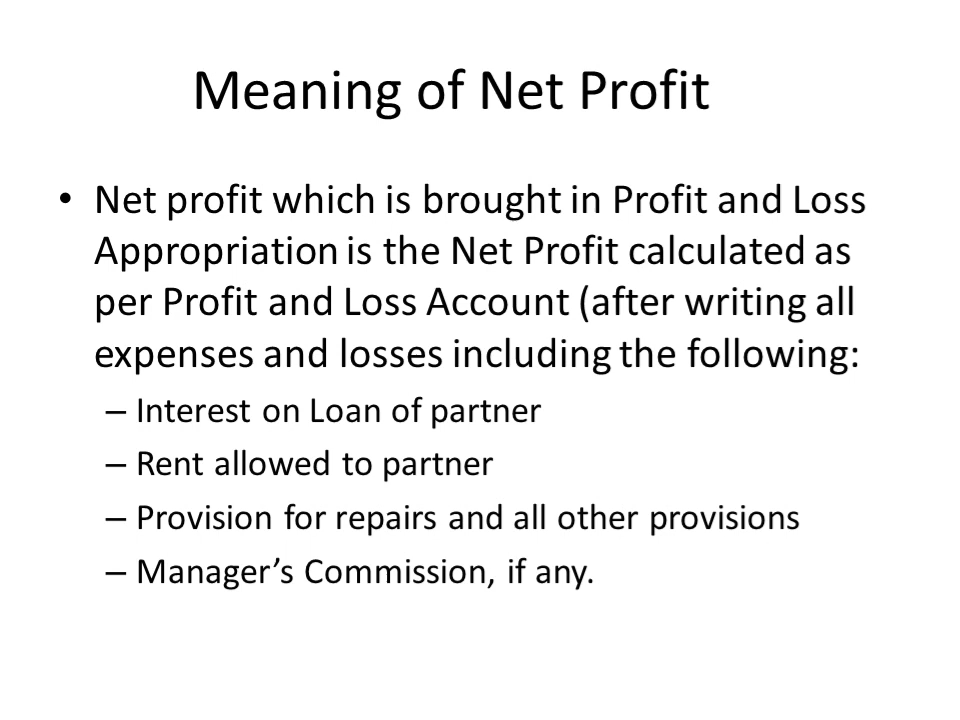 Meaning of Net Profit
• Net profit which is brought in Profit and Loss
Appropriation is the Net Profit calculated as
per Profit and Loss Account (after writing all
expenses and losses including the following:
– Interest on Loan of partner
– Rent allowed to partner
– Provision for repairs and all other provisions
– Manager’s Commission, if any.